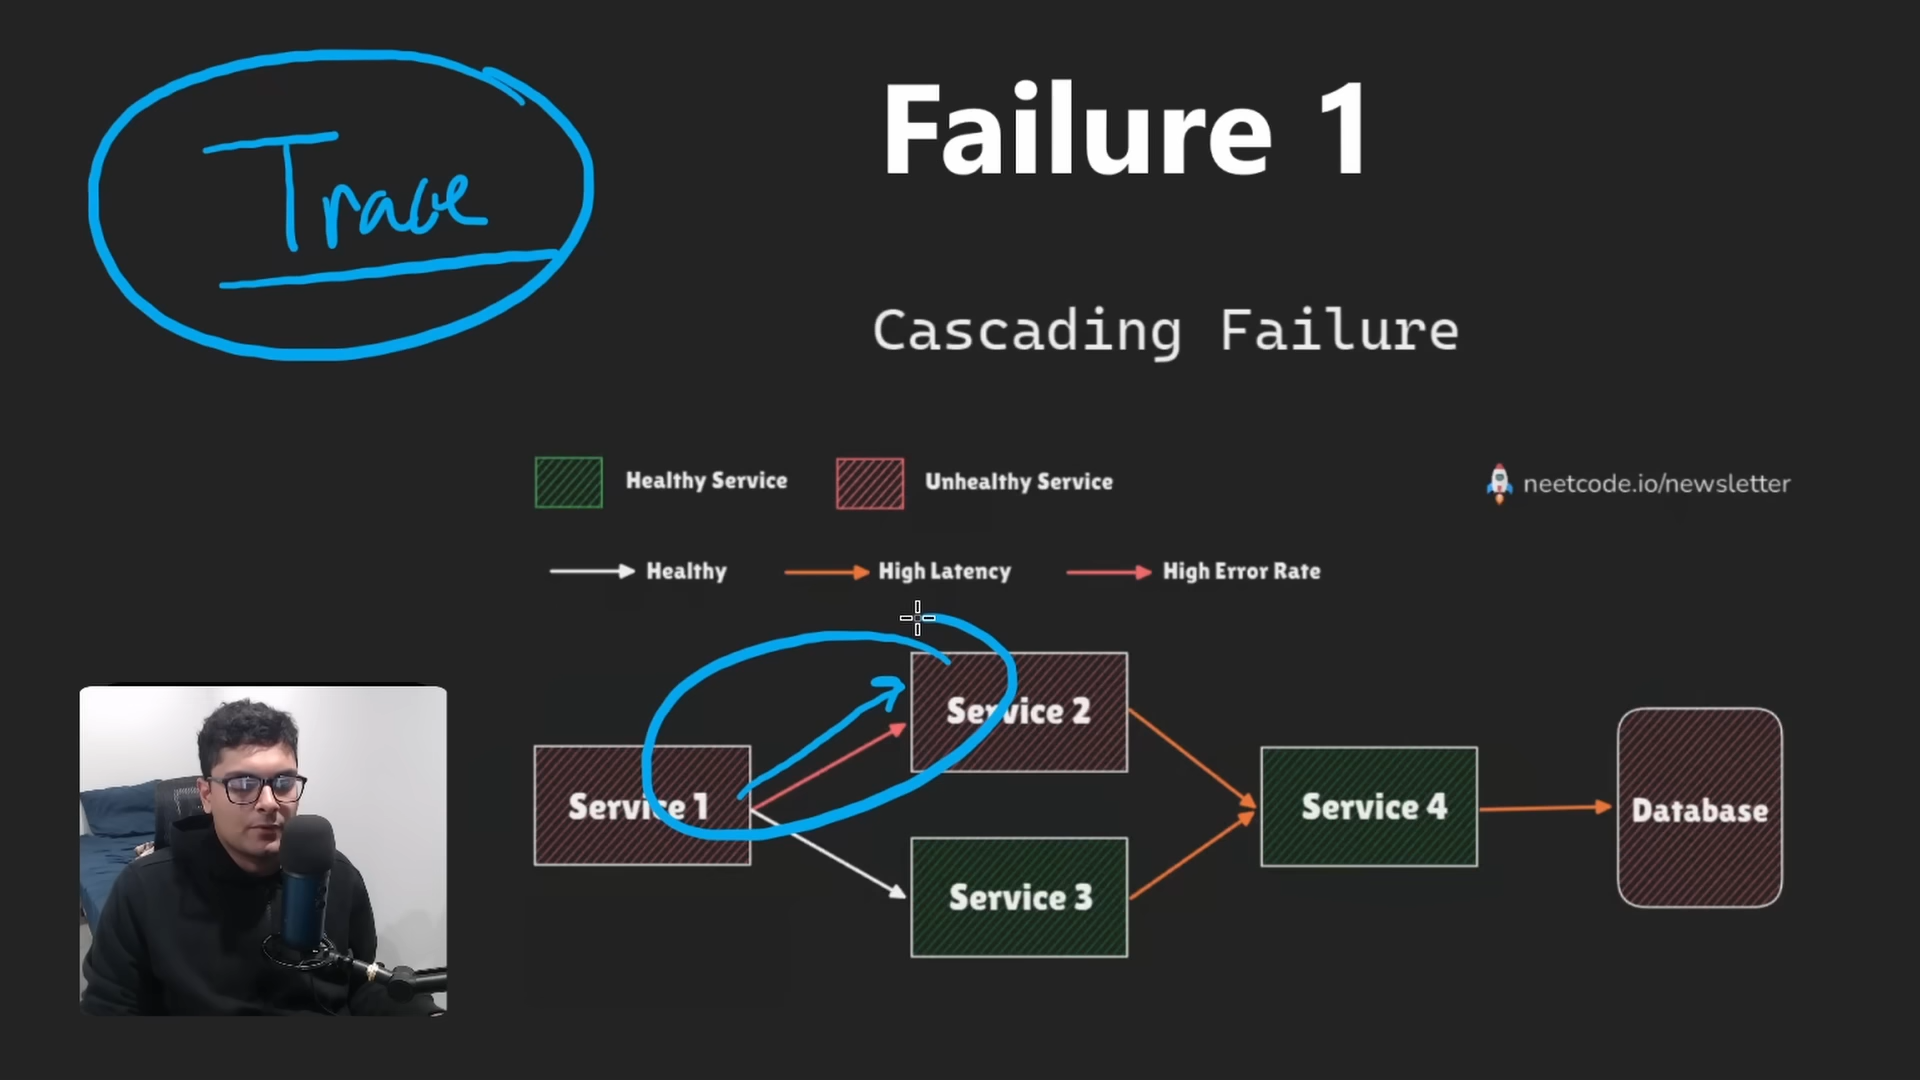 Trace
Failure 1
Cascading Failure
Healthy Service
Unhealthy Service
neetcode.io/newsletter
Healthy
High Latency
High Error Rate
Service 2
Service 1
Service 4
Database
Service 3